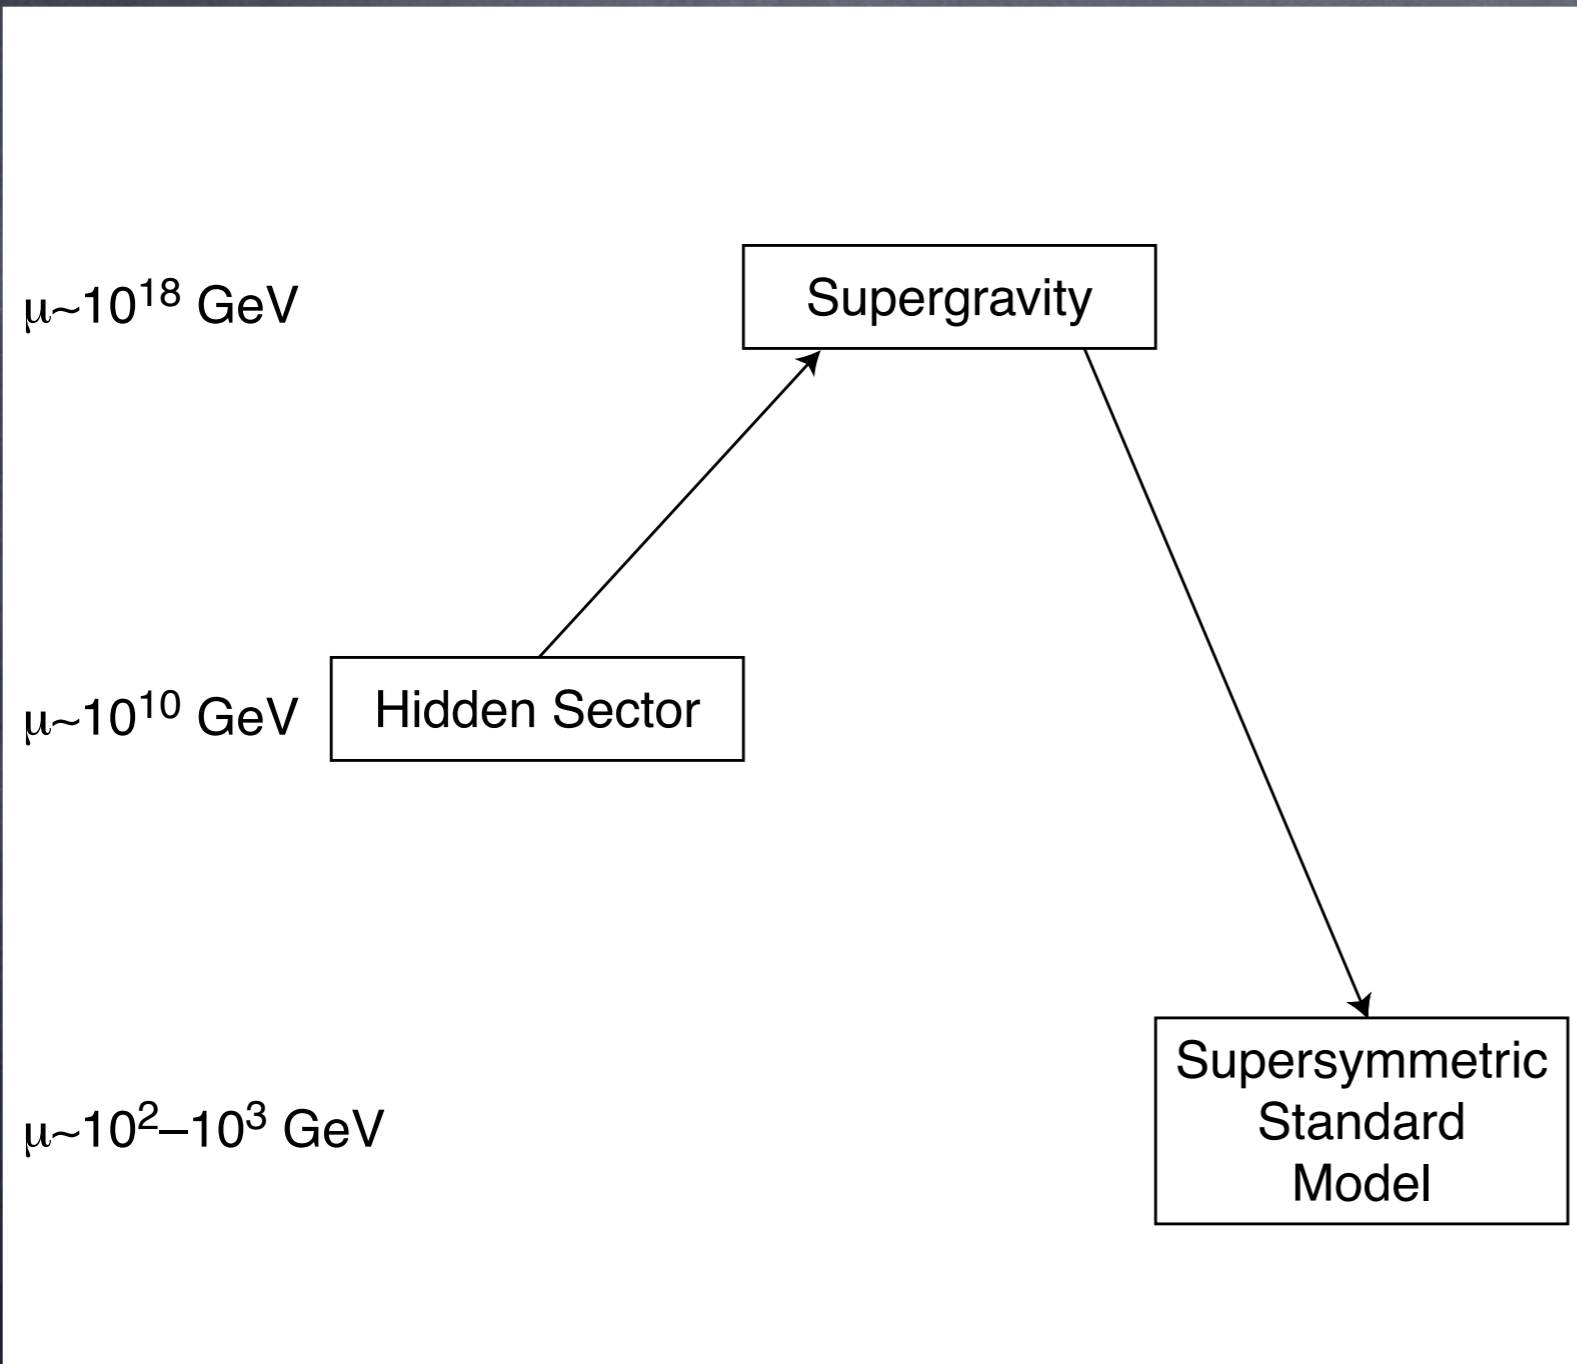 μ~10¹⁸ GeV
Supergravity
μ~10¹⁰ GeV
Hidden Sector
μ~10²–10³ GeV
Supersymmetric
Standard
Model